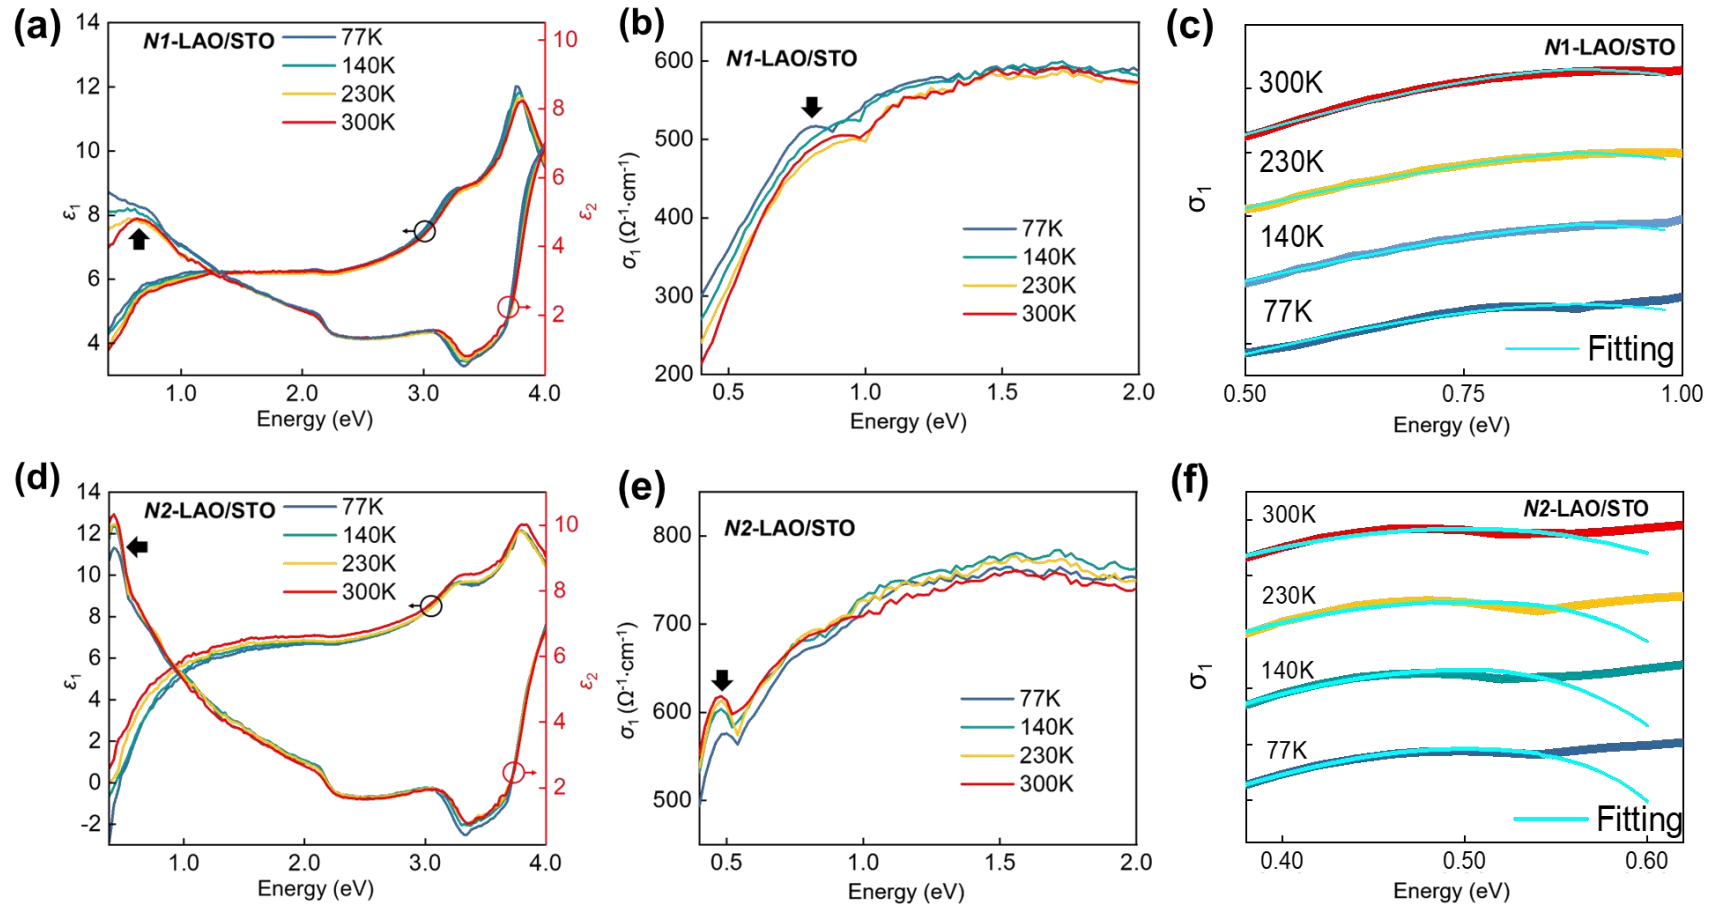 (a)
N1-LAO/STO
77K
140K
230K
300K
14
12
10
8
6
4
ε1
10
8
6
4
2
ε2
1.0 2.0 3.0 4.0
Energy (eV)
(b)
N1-LAO/STO
600
500
400
300
200
σ1 (Ω-1·cm-1)
77K
140K
230K
300K
0.5 1.0 1.5 2.0
Energy (eV)
(c)
N1-LAO/STO
300K
230K
140K
77K
Fitting
σ1
0.50 0.75 1.00
Energy (eV)
(d)
N2-LAO/STO
77K
140K
230K
300K
14
12
10
8
6
4
2
0
-2
ε1
10
8
6
4
2
ε2
1.0 2.0 3.0 4.0
Energy (eV)
(e)
N2-LAO/STO
800
700
600
500
σ1 (Ω-1·cm-1)
77K
140K
230K
300K
0.5 1.0 1.5 2.0
Energy (eV)
(f)
N2-LAO/STO
300K
230K
140K
77K
Fitting
σ1
0.40 0.50 0.60
Energy (eV)